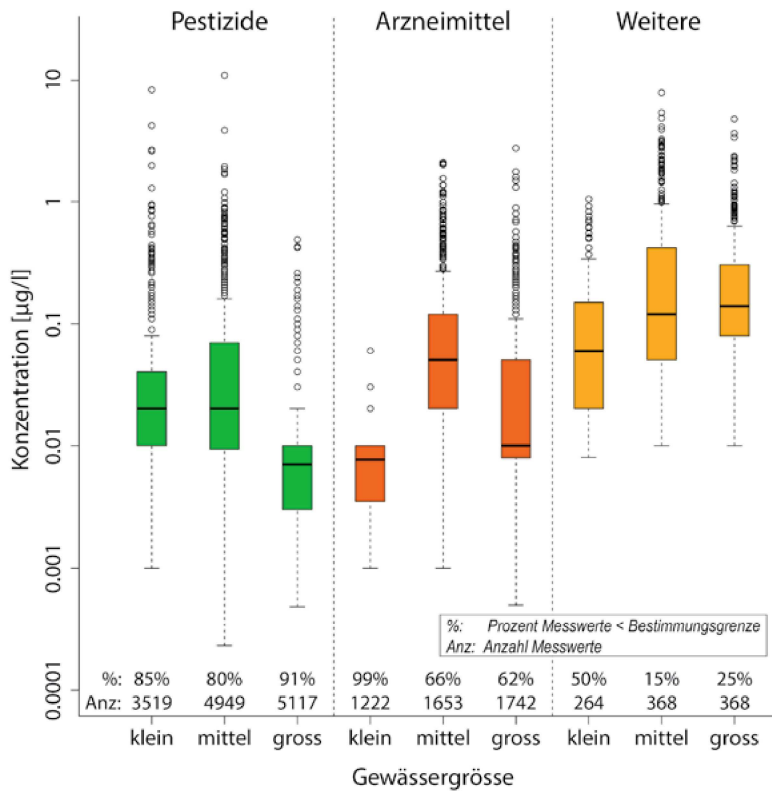 Pestizide Arzneimittel Weitere
10
1
0.1
0.01
0.001
0.0001
Konzentration [µg/l]
%: Prozent Messwerte < Bestimmungsgrenze
Anz: Anzahl Messwerte
%: 85% 80% 91% 99% 66% 62% 50% 15% 25%
Anz: 3519 4949 5117 1222 1653 1742 264 368 368
klein mittel gross klein mittel gross klein mittel gross
Gewässergrösse